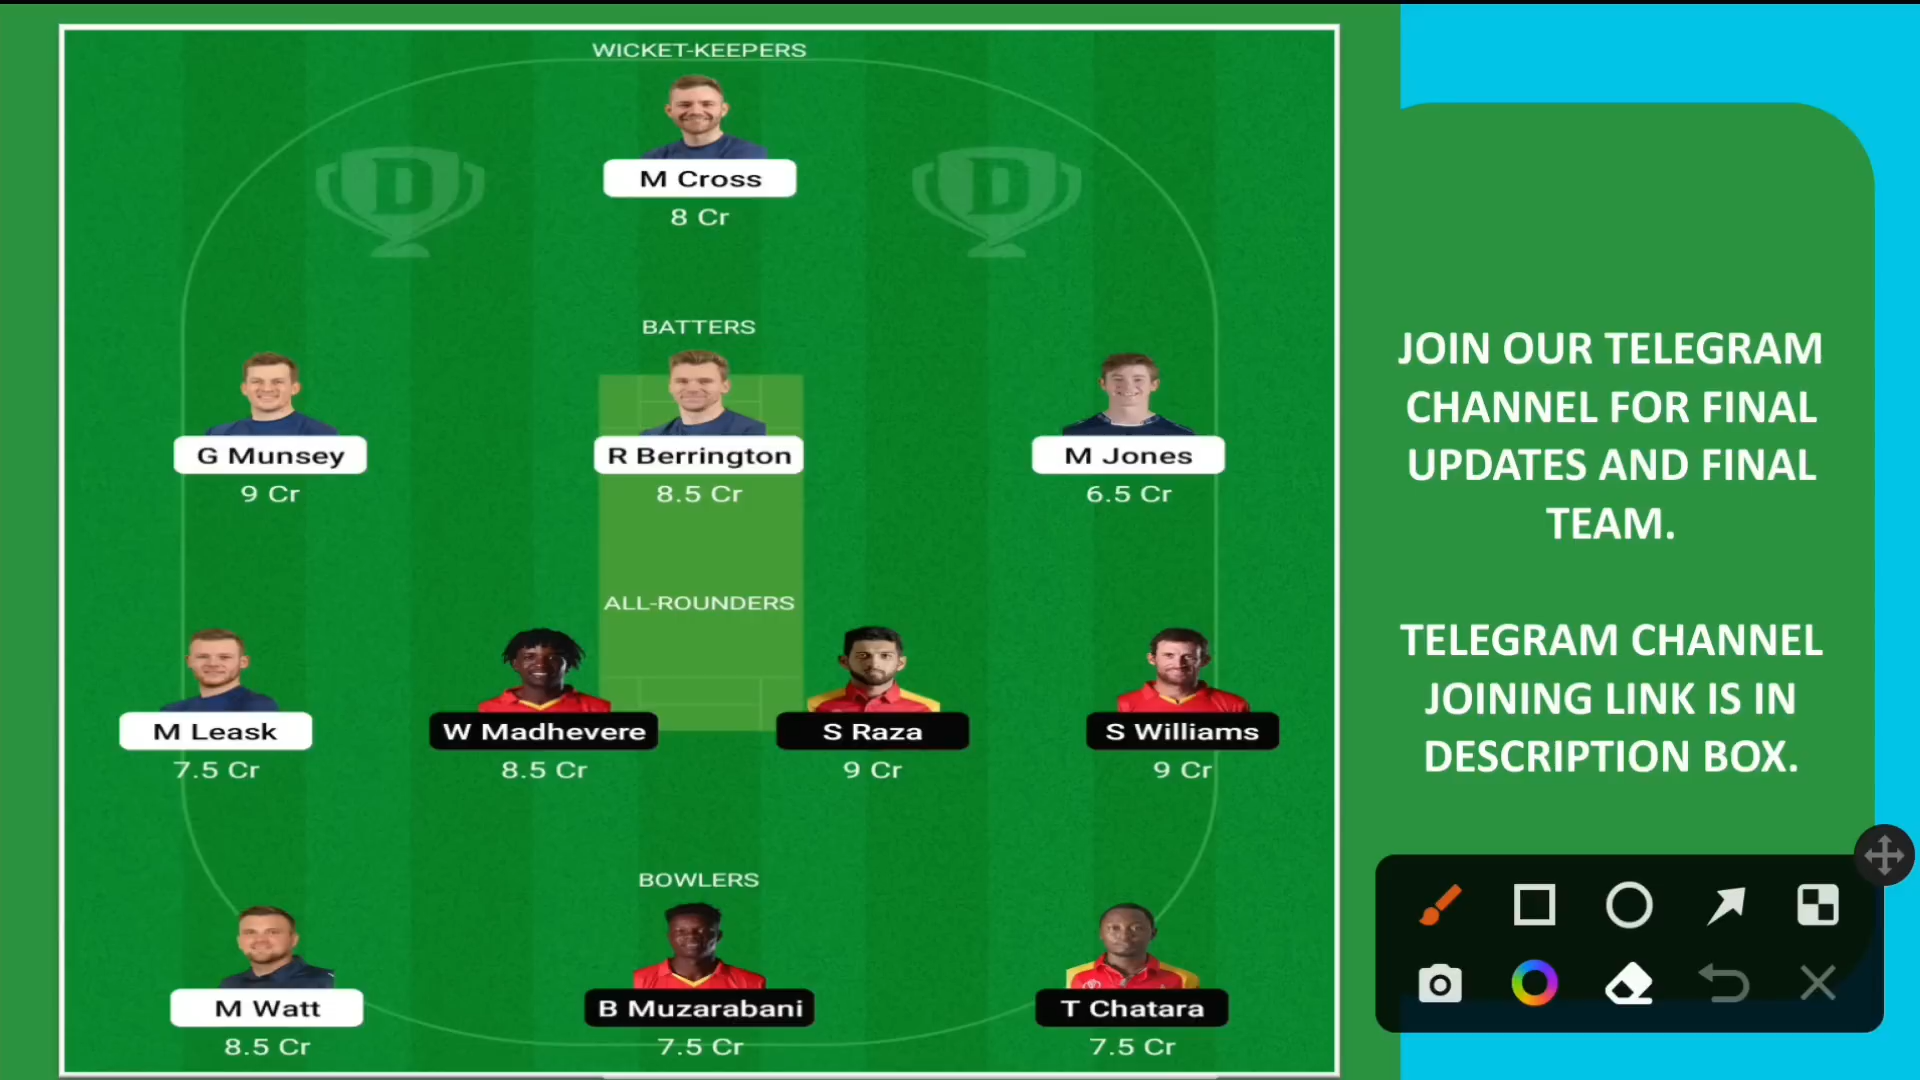 WICKET-KEEPERS
M Cross
8 Cr
BATTERS
G Munsey
9 Cr
R Berrington
8.5 Cr
M Jones
6.5 Cr
ALL-ROUNDERS
M Leask
7.5 Cr
W Madhevere
8.5 Cr
S Raza
9 Cr
S Williams
9 Cr
BOWLERS
M Watt
8.5 Cr
B Muzarabani
7.5 Cr
T Chatara
7.5 Cr
D
D
JOIN OUR TELEGRAM
CHANNEL FOR FINAL
UPDATES AND FINAL
TEAM.
TELEGRAM CHANNEL
JOINING LINK IS IN
DESCRIPTION BOX.